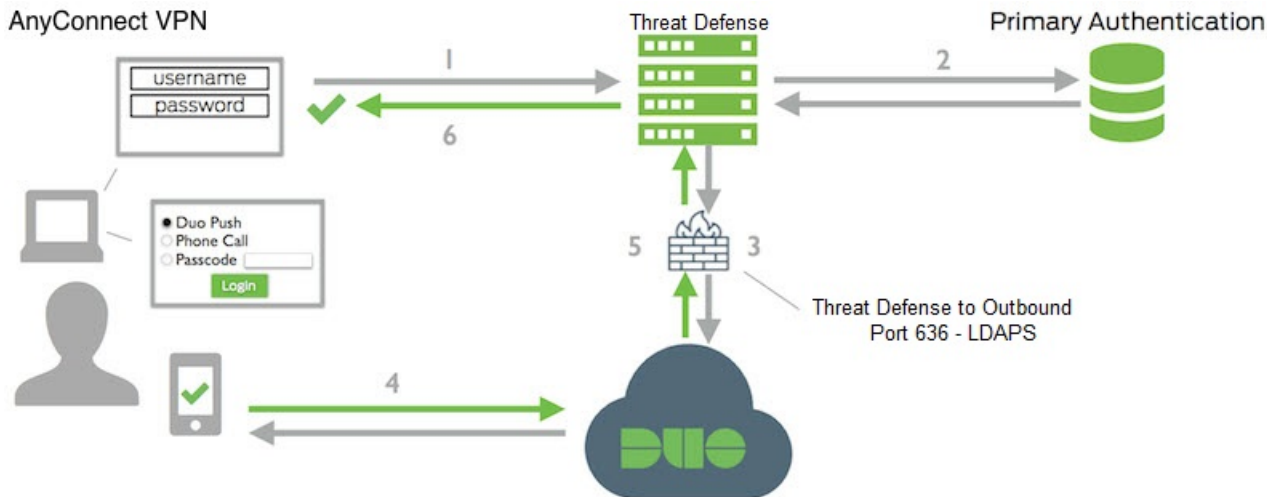 AnyConnect VPN
Threat Defense
Primary Authentication
username
password
1
2
6
Duo Push
Phone Call
Passcode
Login
5
3
Threat Defense to Outbound
Port 636 - LDAPS
4
DUO